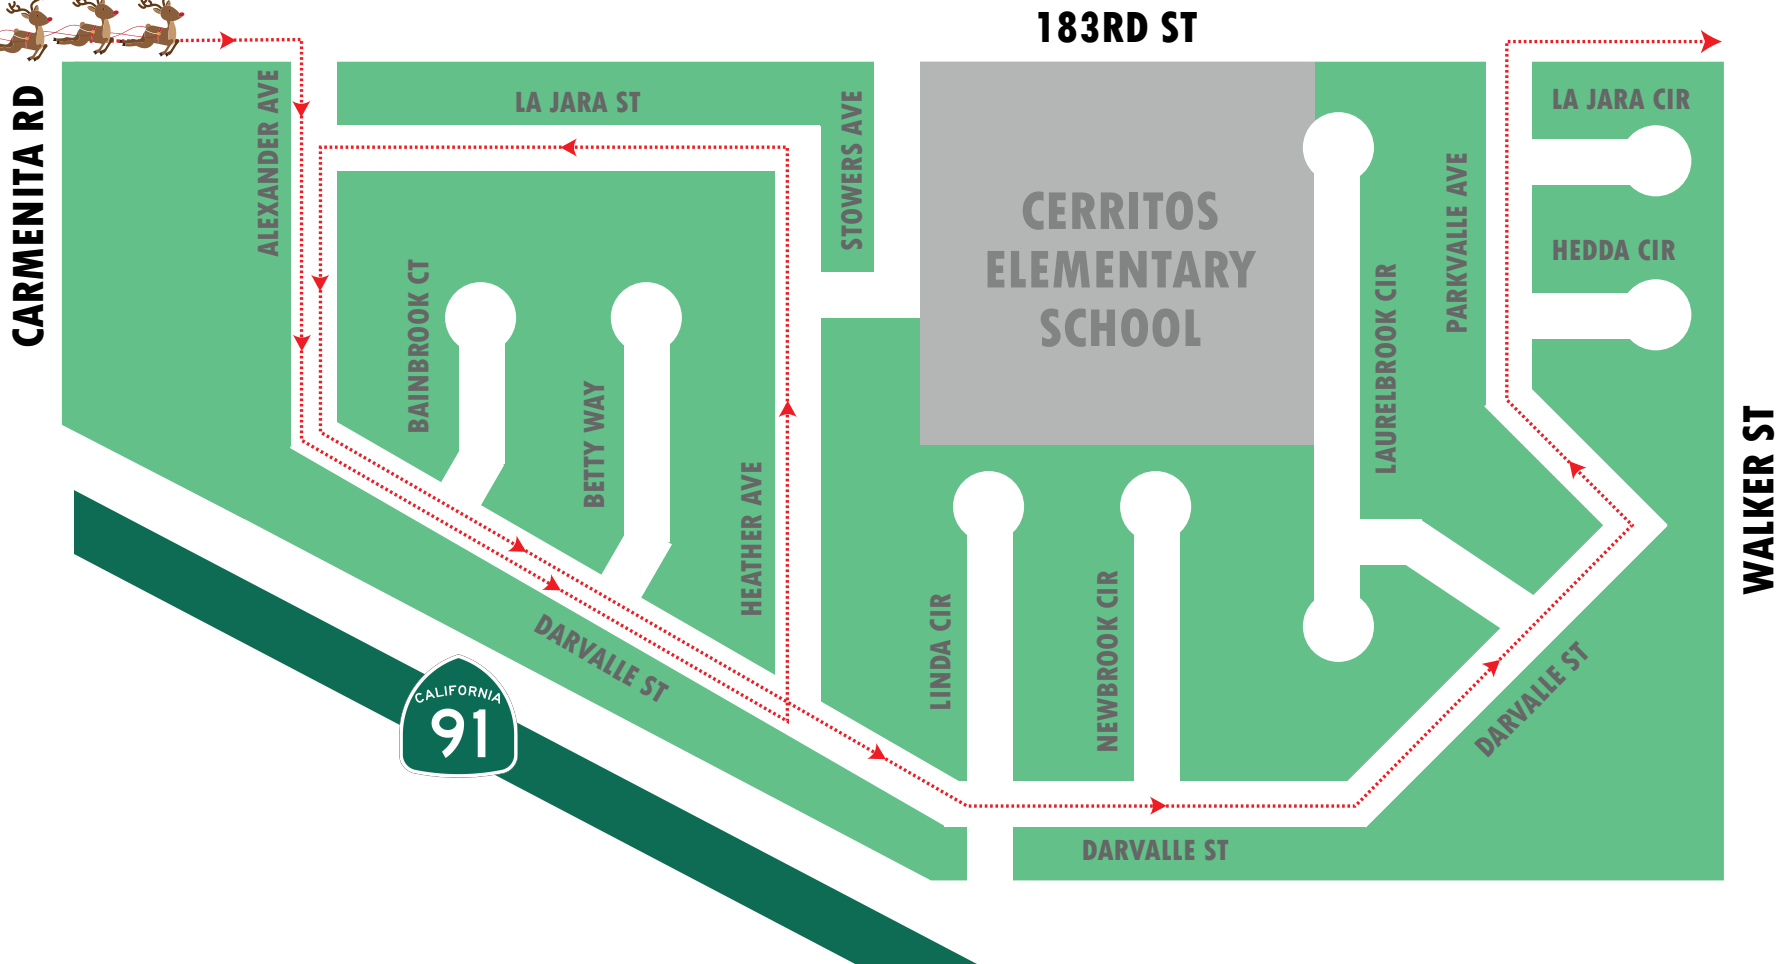 183RD ST
CARMENITA RD
ALEXANDER AVE
LA JARA ST
STOWERS AVE
LA JARA CIR
PARKVALLE AVE
HEDDA CIR
CERRITOS
ELEMENTARY
SCHOOL
BAINBROOK CT
LAURELBROOK CIR
BETTY WAY
HEATHER AVE
WALKER ST
LINDA CIR
NEWBROOK CIR
DARVALLE ST
DARVALLE ST
CALIFORNIA
91
DARVALLE ST